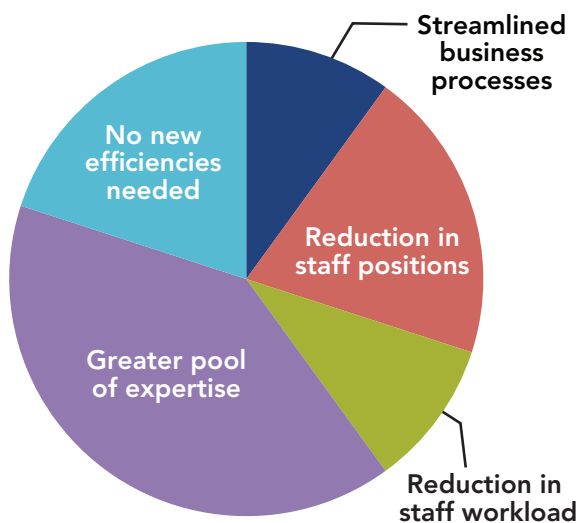 Streamlined
business
processes
No new
efficiencies
needed
Reduction in
staff positions
Greater pool
of expertise
Reduction in
staff workload